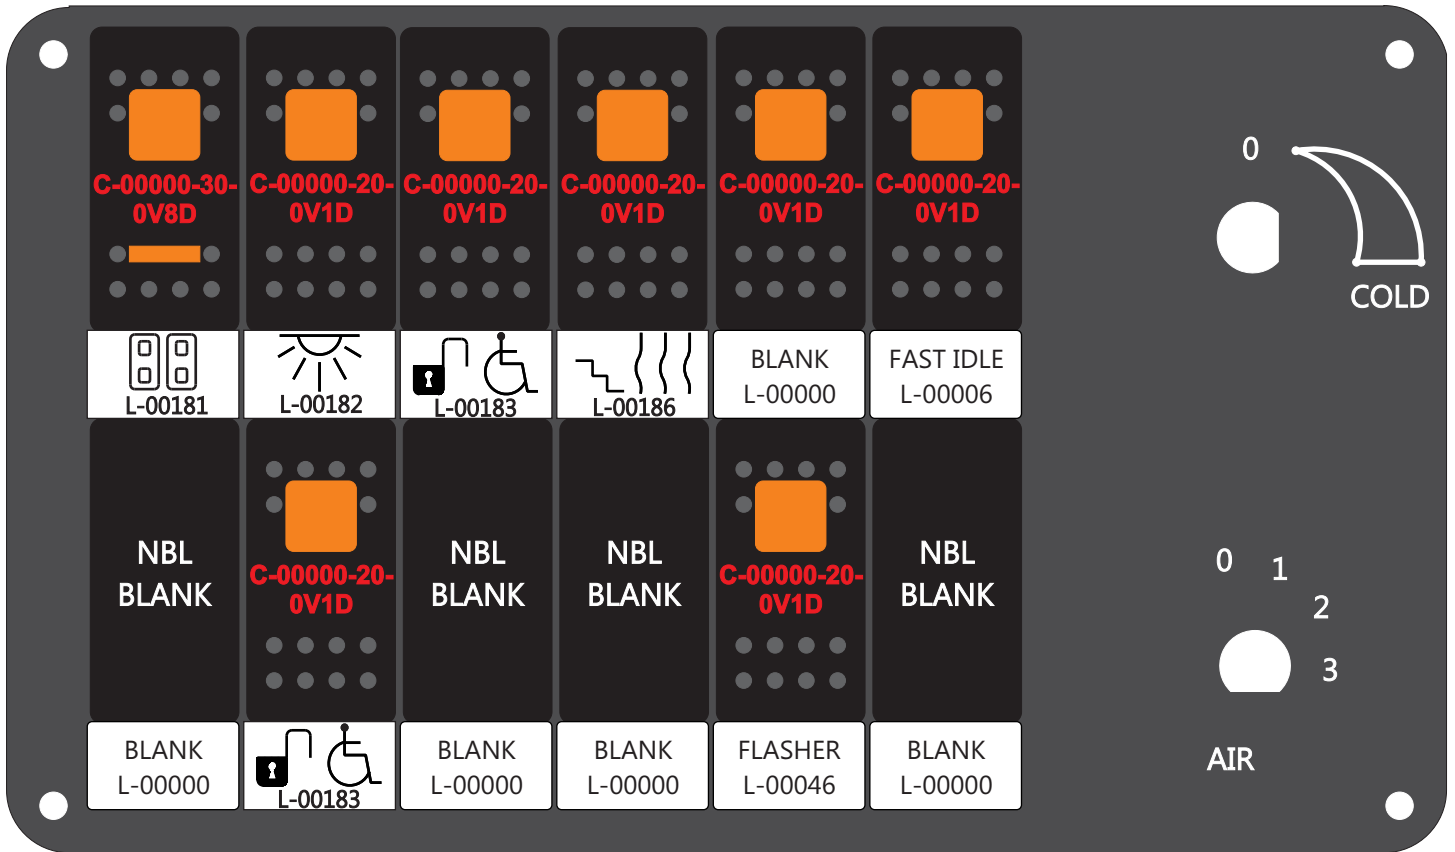 C-00000-30-
0V8D
C-00000-20-
0V1D
C-00000-20-
0V1D
C-00000-20-
0V1D
C-00000-20-
0V1D
C-00000-20-
0V1D
L-00181
L-00182
L-00183
L-00186
BLANK
L-00000
FAST IDLE
L-00006
NBL
BLANK
C-00000-20-
0V1D
NBL
BLANK
NBL
BLANK
C-00000-20-
0V1D
NBL
BLANK
BLANK
L-00000
L-00183
BLANK
L-00000
BLANK
L-00000
FLASHER
L-00046
BLANK
L-00000
0
COLD
0
1
2
3
AIR